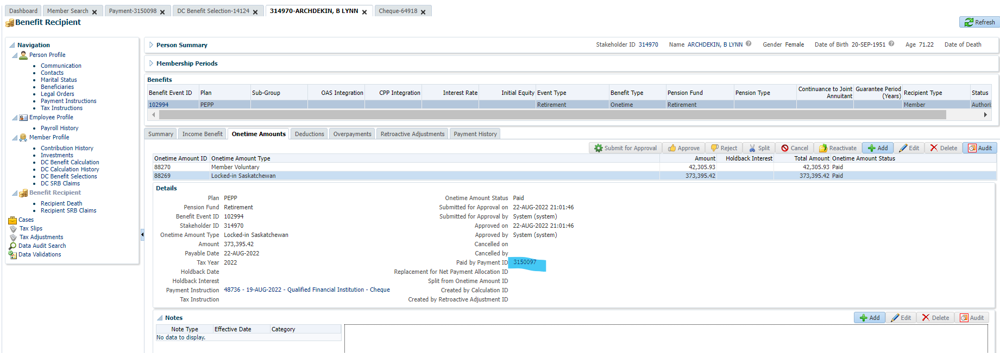 Dashboard Member Search Payment-3150098 DC Benefit Selection-14124 314970-ARCHDEKIN, B LYNN Cheque-64918
Benefit Recipient
Refresh
Navigation
Person Profile
Communication
Contacts
Marital Status
Beneficiaries
Legal Orders
Payment Instructions
Tax Instructions
Employee Profile
Payroll History
Member Profile
Contribution History
Investments
DC Benefit Calculation
DC Calculation History
DC Benefit Selections
DC SRB Claims
Benefit Recipient
Recipient Death
Recipient SRB Claims
Cases
Tax Slips
Tax Adjustments
Data Audit Search
Data Validations
Person Summary Stakeholder ID 314970 Name ARCHDEKIN, B LYNN Gender Female Date of Birth 20-SEP-1951 Age 71.22 Date of Death
Membership Periods
Benefits
Benefit Event ID Plan Sub-Group OAS Integration CPP Integration Interest Rate Initial Equity Event Type Benefit Type Pension Fund Pension Type Continuance to Joint Annuitant Guarantee Period (Years) Recipient Type Status
102994 PEPP Retirement Onetime Retirement Member Authori
Summary Income Benefit Onetime Amounts Deductions Overpayments Retroactive Adjustments Payment History
Submit for Approval Approve Reject Split Cancel Reactivate Add Edit Delete Audit
Onetime Amount ID Onetime Amount Type Amount Holdback Interest Total Amount Onetime Amount Status
88270 Member Voluntary 42,305.93 42,305.93 Paid
88269 Locked-in Saskatchewan 373,395.42 373,395.42 Paid
Details
Plan PEPP
Pension Fund Retirement
Benefit Event ID 102994
Stakeholder ID 314970
Onetime Amount Type Locked-in Saskatchewan
Amount 373,395.42
Payable Date 22-AUG-2022
Tax Year 2022
Holdback Date
Holdback Interest
Payment Instruction 48736 - 19-AUG-2022 - Qualified Financial Institution - Cheque
Tax Instruction
Onetime Amount Status Paid
Submitted for Approval on 22-AUG-2022 21:01:46
Submitted for Approval by System (system)
Approved on 22-AUG-2022 21:01:46
Approved by System (system)
Cancelled on
Cancelled by
Paid by Payment ID 3150097
Replacement for Net Payment Allocation ID
Split from Onetime Amount ID
Created by Calculation ID
Created by Retroactive Adjustment ID
Notes
Add Edit Delete Audit
Note Type Effective Date Category
No data to display.